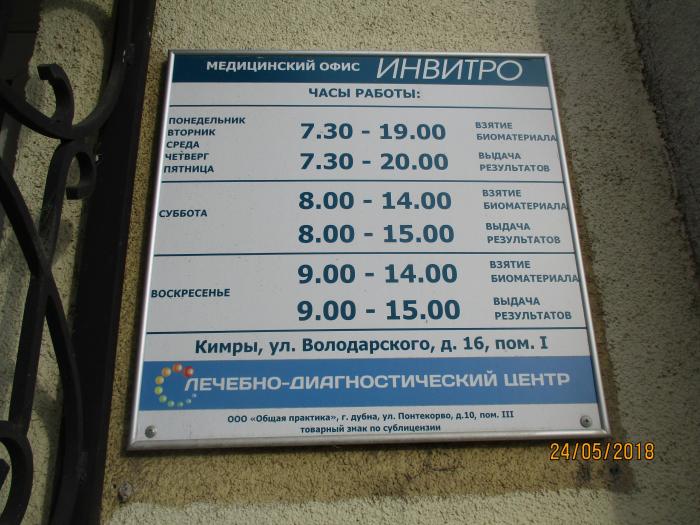 МЕДИЦИНСКИЙ ОФИС ИНВИТРО
ЧАСЫ РАБОТЫ:
ПОНЕДЕЛЬНИК
ВТОРНИК
СРЕДА
ЧЕТВЕРГ
ПЯТНИЦА
7.30 - 19.00 ВЗЯТИЕ БИОМАТЕРИАЛА
7.30 - 20.00 ВЫДАЧА РЕЗУЛЬТАТОВ
СУББОТА
8.00 - 14.00 ВЗЯТИЕ БИОМАТЕРИАЛА
8.00 - 15.00 ВЫДАЧА РЕЗУЛЬТАТОВ
ВОСКРЕСЕНЬЕ
9.00 - 14.00 ВЗЯТИЕ БИОМАТЕРИАЛА
9.00 - 15.00 ВЫДАЧА РЕЗУЛЬТАТОВ
Кимры, ул. Володарского, д. 16, пом. I
ЛЕЧЕБНО-ДИАГНОСТИЧЕСКИЙ ЦЕНТР
ООО «Общая практика», г. дубна, ул. Понтекорво, д.10, пом. III
товарный знак по сублицензии
24/05/2018